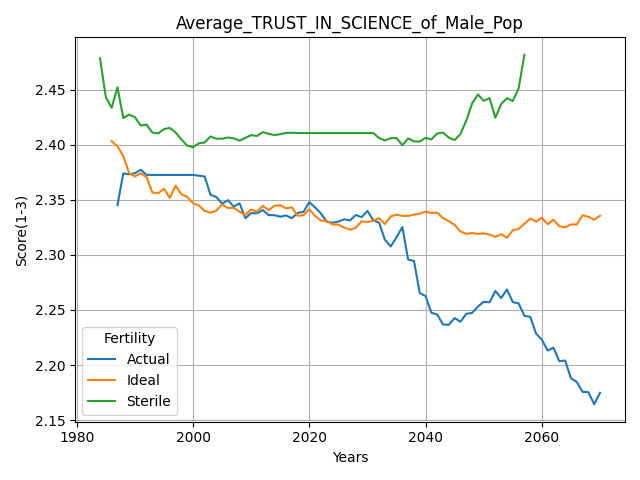 Average_TRUST_IN_SCIENCE_of_Male_Pop
Score(1-3)
2.45
2.40
2.35
2.30
2.25
2.20
2.15
Fertility
Actual
Ideal
Sterile
1980 2000 2020 2040 2060
Years